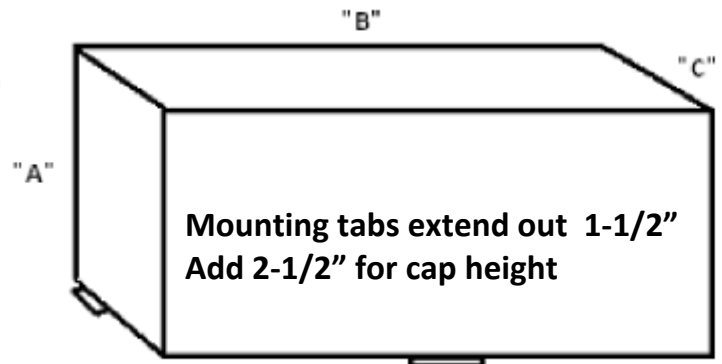 "B"
"C"
"A"
Mounting tabs extend out 1-1/2”
Add 2-1/2” for cap height